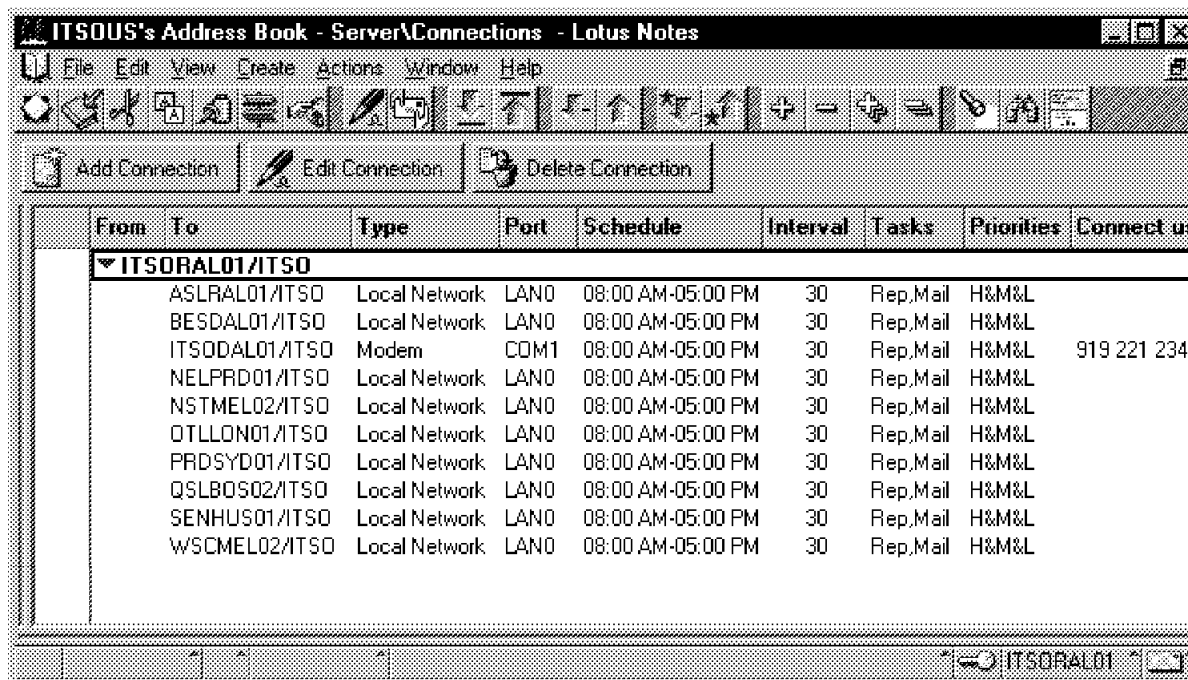 ITSOUS's Address Book - Server\Connections - Lotus Notes
File Edit View Create Actions Window Help
Add Connection Edit Connection Delete Connection
From To Type Port Schedule Interval Tasks Priorities Connect us
ITSORAL01/ITSO
ASLRAL01/ITSO Local Network LAN0 08:00 AM-05:00 PM 30 Rep,Mail H&M&L
BESDAL01/ITSO Local Network LAN0 08:00 AM-05:00 PM 30 Rep,Mail H&M&L
ITSODAL01/ITSO Modem COM1 08:00 AM-05:00 PM 30 Rep,Mail H&M&L 919 221 234
NELPRD01/ITSO Local Network LAN0 08:00 AM-05:00 PM 30 Rep,Mail H&M&L
NSTMEL02/ITSO Local Network LAN0 08:00 AM-05:00 PM 30 Rep,Mail H&M&L
OTLLON01/ITSO Local Network LAN0 08:00 AM-05:00 PM 30 Rep,Mail H&M&L
PRDSYD01/ITSO Local Network LAN0 08:00 AM-05:00 PM 30 Rep,Mail H&M&L
QSLBOS02/ITSO Local Network LAN0 08:00 AM-05:00 PM 30 Rep,Mail H&M&L
SENHUS01/ITSO Local Network LAN0 08:00 AM-05:00 PM 30 Rep,Mail H&M&L
WSCMEL02/ITSO Local Network LAN0 08:00 AM-05:00 PM 30 Rep,Mail H&M&L
ITSORAL01